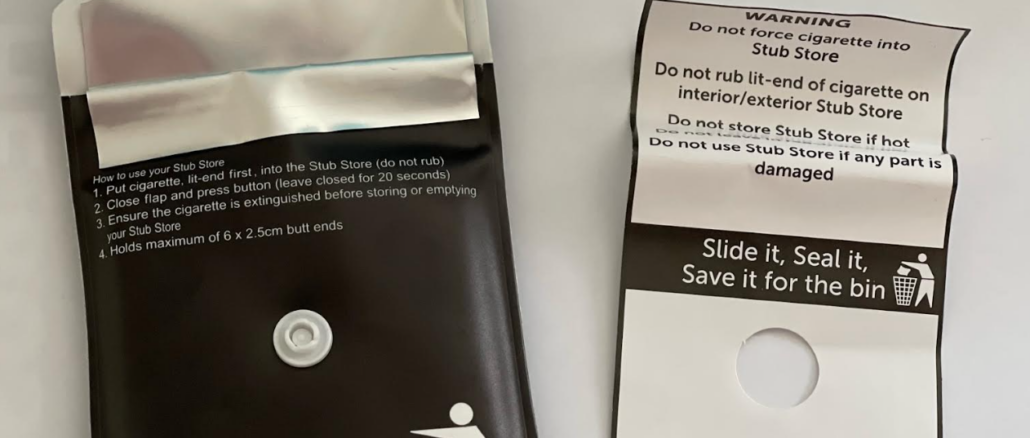 How to use your Stub Store
1. Put cigarette, lit-end first, into the Stub Store (do not rub)
2. Close flap and press button (leave closed for 20 seconds)
3. Ensure the cigarette is extinguished before storing or emptying
your Stub Store
4. Holds maximum of 6 x 2.5cm butt ends
WARNING
Do not force cigarette into
Stub Store
Do not rub lit-end of cigarette on
interior/exterior Stub Store
Do not store Stub Store if hot
Do not use Stub Store if any part is
damaged
Slide it, Seal it,
Save it for the bin